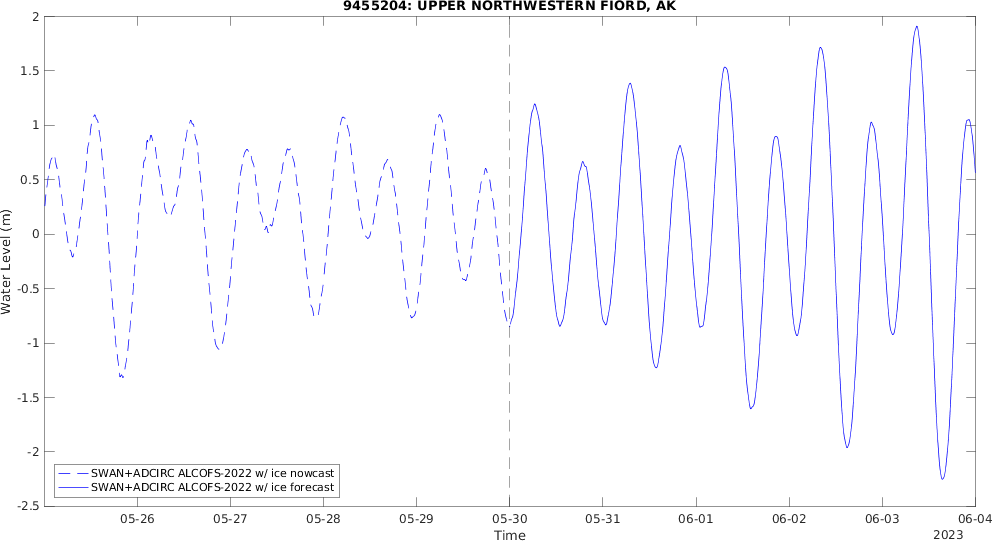 9455204: UPPER NORTHWESTERN FIORD, AK
2
1.5
1
0.5
0
-0.5
-1
-1.5
-2
-2.5
Water Level (m)
SWAN+ADCIRC ALCOFS-2022 w/ ice nowcast
SWAN+ADCIRC ALCOFS-2022 w/ ice forecast
05-26 05-27 05-28 05-29 05-30 05-31 06-01 06-02 06-03 06-04
Time
2023